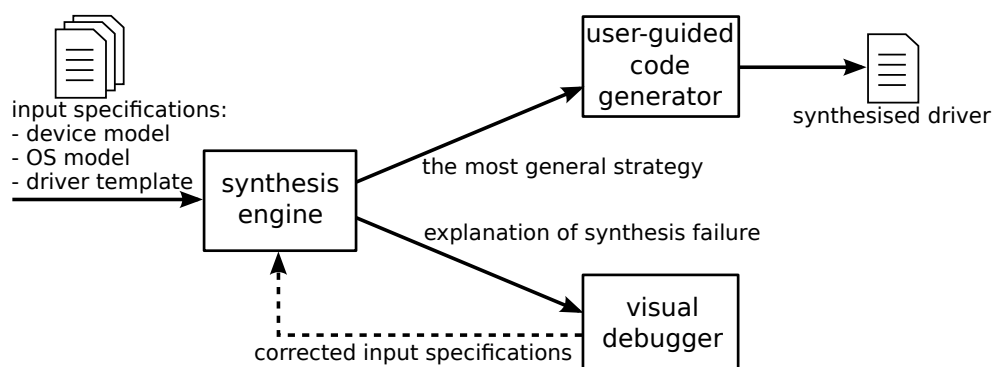 input specifications:
- device model
- OS model
- driver template
synthesis
engine
the most general strategy
user-guided
code
generator
synthesised driver
explanation of synthesis failure
visual
debugger
corrected input specifications